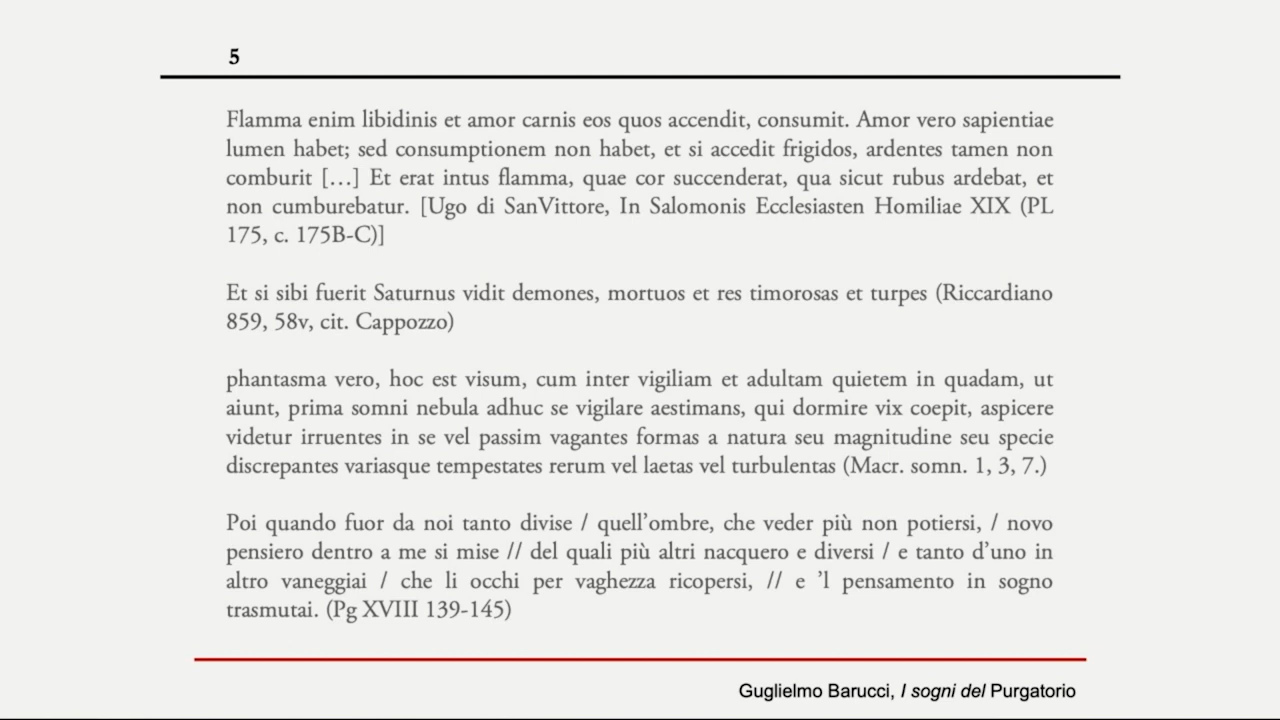 5
Flamma enim libidinis et amor carnis eos quos accendit, consumit. Amor vero sapientiae
lumen habet; sed consumptionem non habet, et si accedit frigidos, ardentes tamen non
comburit [...] Et erat intus flamma, quae cor succenderat, qua sicut rubus ardebat, et
non cumburebatur. [Ugo di SanVittore, In Salomonis Ecclesiasten Homiliae XIX (PL
175, c. 175B-C)]
Et si sibi fuerit Saturnus vidit demones, mortuos et res timorosas et turpes (Riccardiano
859, 58v, cit. Cappozzo)
phantasma vero, hoc est visum, cum inter vigiliam et adultam quietem in quadam, ut
aiunt, prima somni nebula adhuc se vigilare aestimans, qui dormire vix coepit, aspicere
videtur irruentes in se vel passim vagantes formas a natura seu magnitudine seu specie
discrepantes variasque tempestates rerum vel laetas vel turbulentas (Macr. somn. 1, 3, 7.)
Poi quando fuor da noi tanto divise / quell’ombre, che veder più non potiersi, / novo
pensiero dentro a me si mise // del quali più altri nacquero e diversi / e tanto d’uno in
altro vaneggiai / che li occhi per vaghezza ricopersi, // e ’l pensamento in sogno
trasmutai. (Pg XVIII 139-145)
Guglielmo Barucci, I sogni del Purgatorio